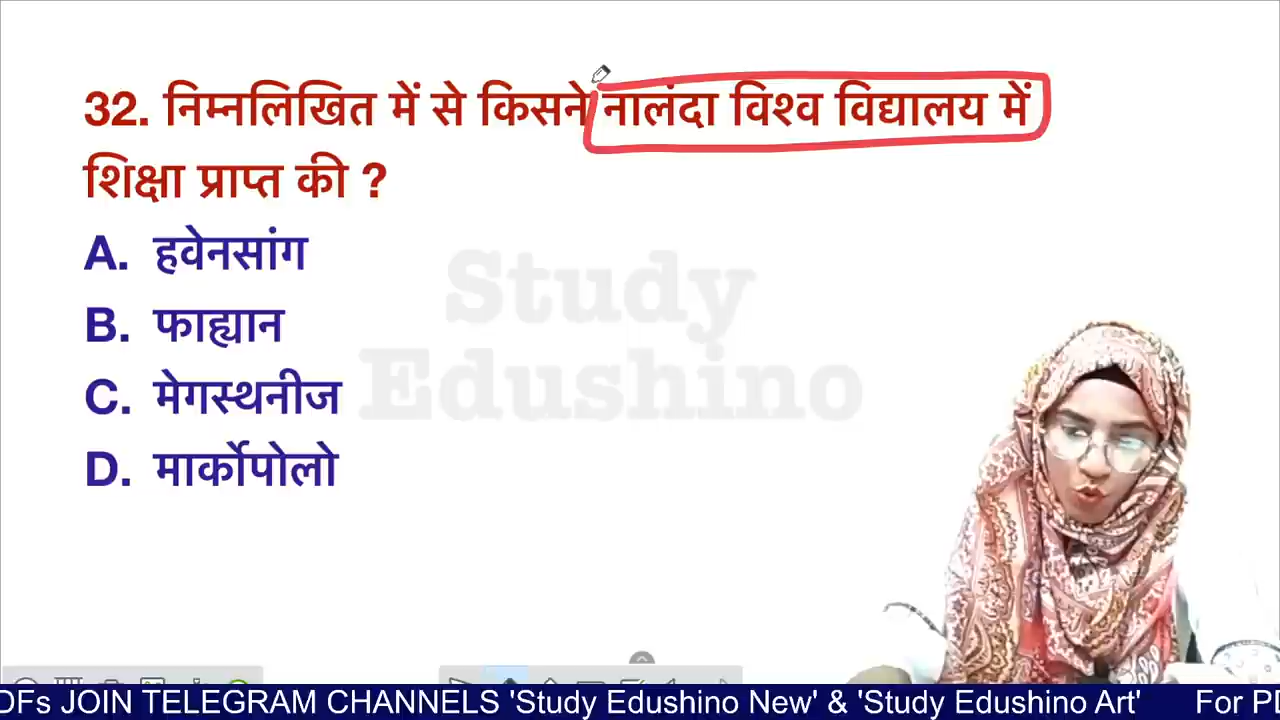 32. निम्नलिखित में से किसने नालंदा विश्व विद्यालय में
शिक्षा प्राप्त की ?
A. हवेनसांग
B. फाह्यान
C. मेगस्थनीज
D. मार्कोपोलो
Study
Edushino
DFs JOIN TELEGRAM CHANNELS 'Study Edushino New' & 'Study Edushino Art' For P